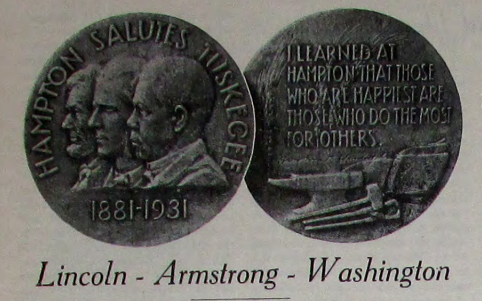 HAMPTON SALUTES TUSKEGEE
1881-1931
I LEARNED AT
HAMPTON THAT THOSE
WHO ARE HAPPIEST ARE
THOSE WHO DO THE MOST
FOR OTHERS.
Lincoln - Armstrong - Washington